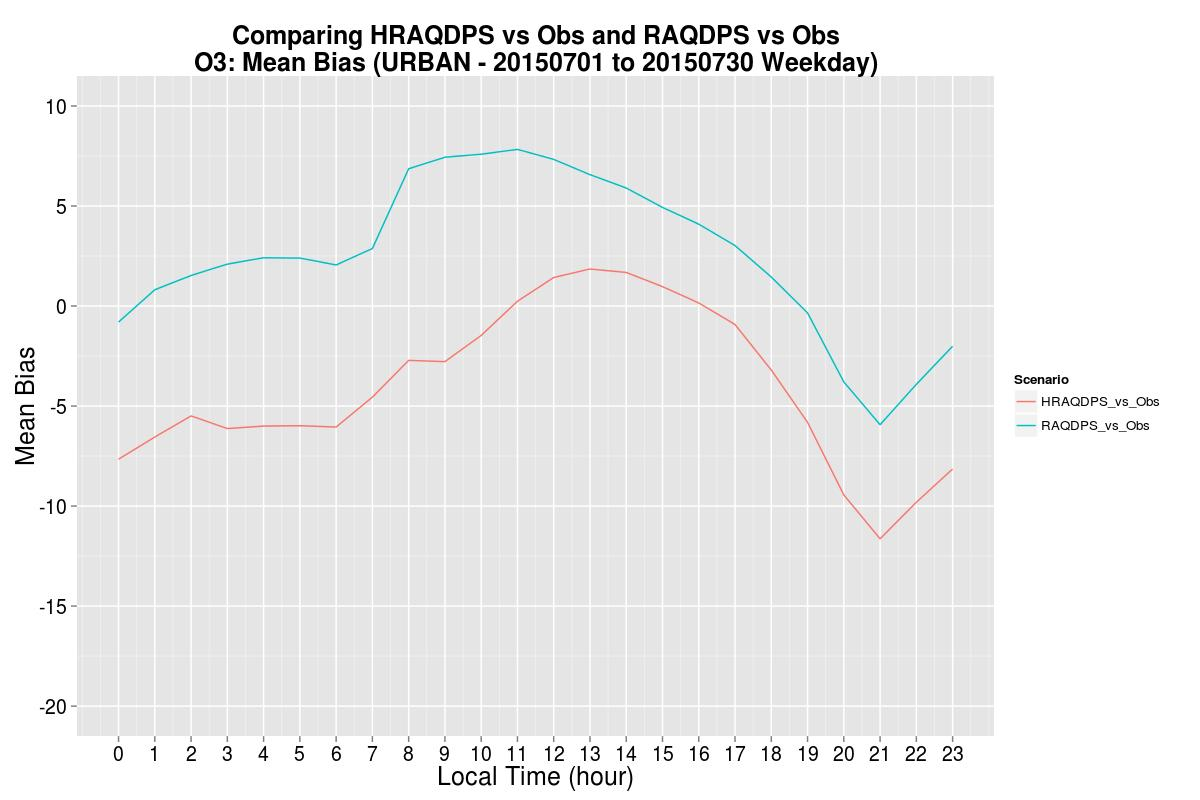 Comparing HRAQDPS vs Obs and RAQDPS vs Obs
O3: Mean Bias (URBAN - 20150701 to 20150730 Weekday)
Mean Bias
10
5
0
-5
-10
-15
-20
0 1 2 3 4 5 6 7 8 9 10 11 12 13 14 15 16 17 18 19 20 21 22 23
Local Time (hour)
Scenario
HRAQDPS_vs_Obs
RAQDPS_vs_Obs